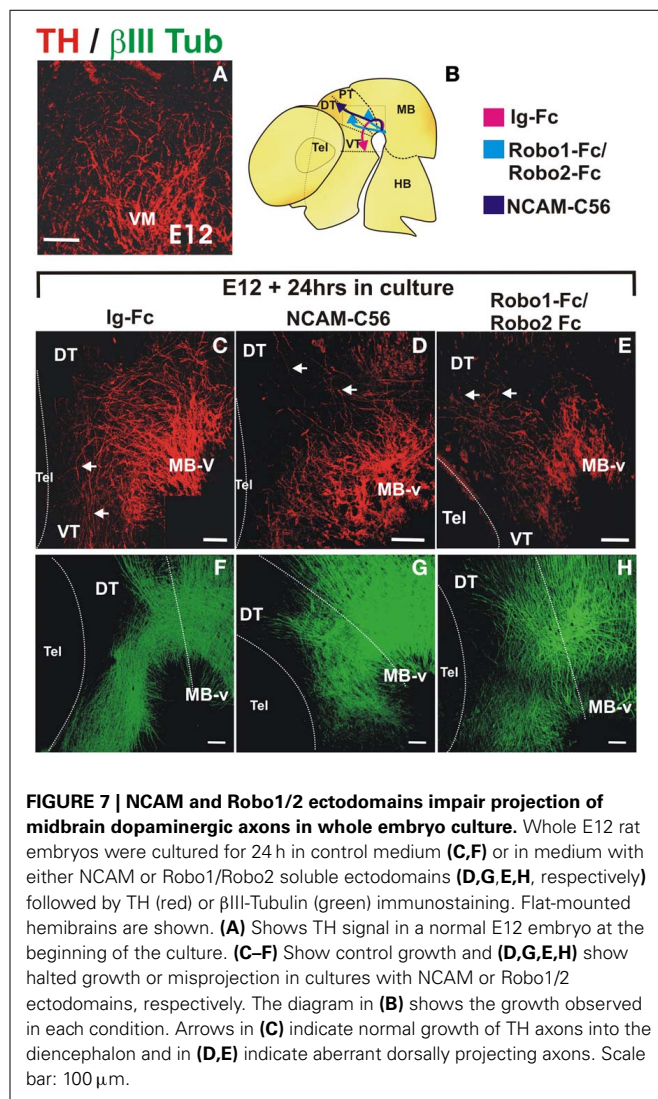 TH / βIII Tub
A
VM
E12
B
PT
DT
MB
Tel
VT
HB
Ig-Fc
Robo1-Fc/
Robo2-Fc
NCAM-C56
E12 + 24hrs in culture
Ig-Fc
NCAM-C56
Robo1-Fc/
Robo2 Fc
DT
C
Tel
MB-V
VT
DT
D
Tel
MB-v
DT
E
MB-v
Tel
VT
F
DT
Tel
MB-v
G
DT
MB-v
Tel
H
DT
Tel
MB-v
FIGURE 7 | NCAM and Robo1/2 ectodomains impair projection of
midbrain dopaminergic axons in whole embryo culture. Whole E12 rat
embryos were cultured for 24 h in control medium (C,F) or in medium with
either NCAM or Robo1/Robo2 soluble ectodomains (D,G,E,H, respectively)
followed by TH (red) or βIII-Tubulin (green) immunostaining. Flat-mounted
hemibrains are shown. (A) Shows TH signal in a normal E12 embryo at the
beginning of the culture. (C–F) Show control growth and (D,G,E,H) show
halted growth or misprojection in cultures with NCAM or Robo1/2
ectodomains, respectively. The diagram in (B) shows the growth observed
in each condition. Arrows in (C) indicate normal growth of TH axons into the
diencephalon and in (D,E) indicate aberrant dorsally projecting axons. Scale
bar: 100 μm.